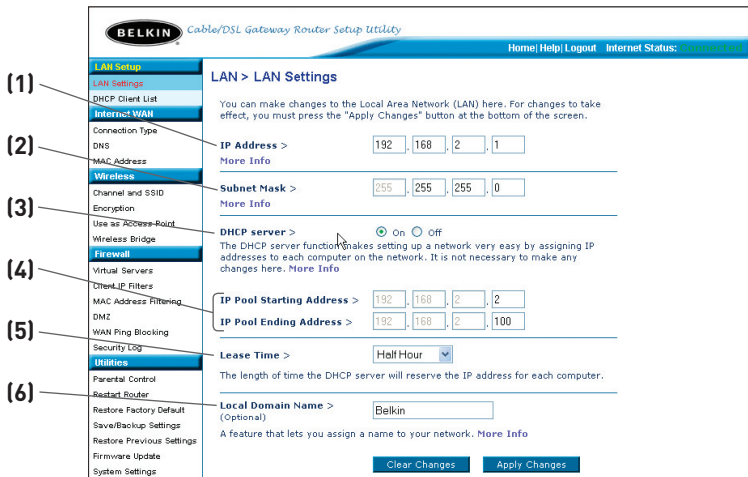 BELKIN
Cable/DSL Gateway Router Setup Utility
Home| Help| Logout Internet Status: Connected
LAN Setup
LAN Settings
DHCP Client List
Internet WAN
Connection Type
DNS
MAC Address
Wireless
Channel and SSID
Encryption
Use as Access Point
Wireless Bridge
Firewall
Virtual Servers
Client IP Filters
MAC Address Filtering
DMZ
WAN Ping Blocking
Security Log
Utilities
Parental Control
Restart Router
Restore Factory Default
Save/Backup Settings
Restore Previous Settings
Firmware Update
System Settings
LAN > LAN Settings
You can make changes to the Local Area Network (LAN) here. For changes to take
effect, you must press the "Apply Changes" button at the bottom of the screen.
(1)
IP Address > 192 . 168 . 2 . 1
More Info
(2)
Subnet Mask > 255 . 255 . 255 . 0
More Info
(3)
DHCP server > On Off
The DHCP server function makes setting up a network very easy by assigning IP
addresses to each computer on the network. It is not necessary to make any
changes here. More Info
(4)
IP Pool Starting Address > 192 . 168 . 2 . 2
IP Pool Ending Address > 192 . 168 . 2 . 100
(5)
Lease Time > Half Hour
The length of time the DHCP server will reserve the IP address for each computer.
(6)
Local Domain Name > Belkin
(Optional)
A feature that lets you assign a name to your network. More Info
Clear Changes Apply Changes